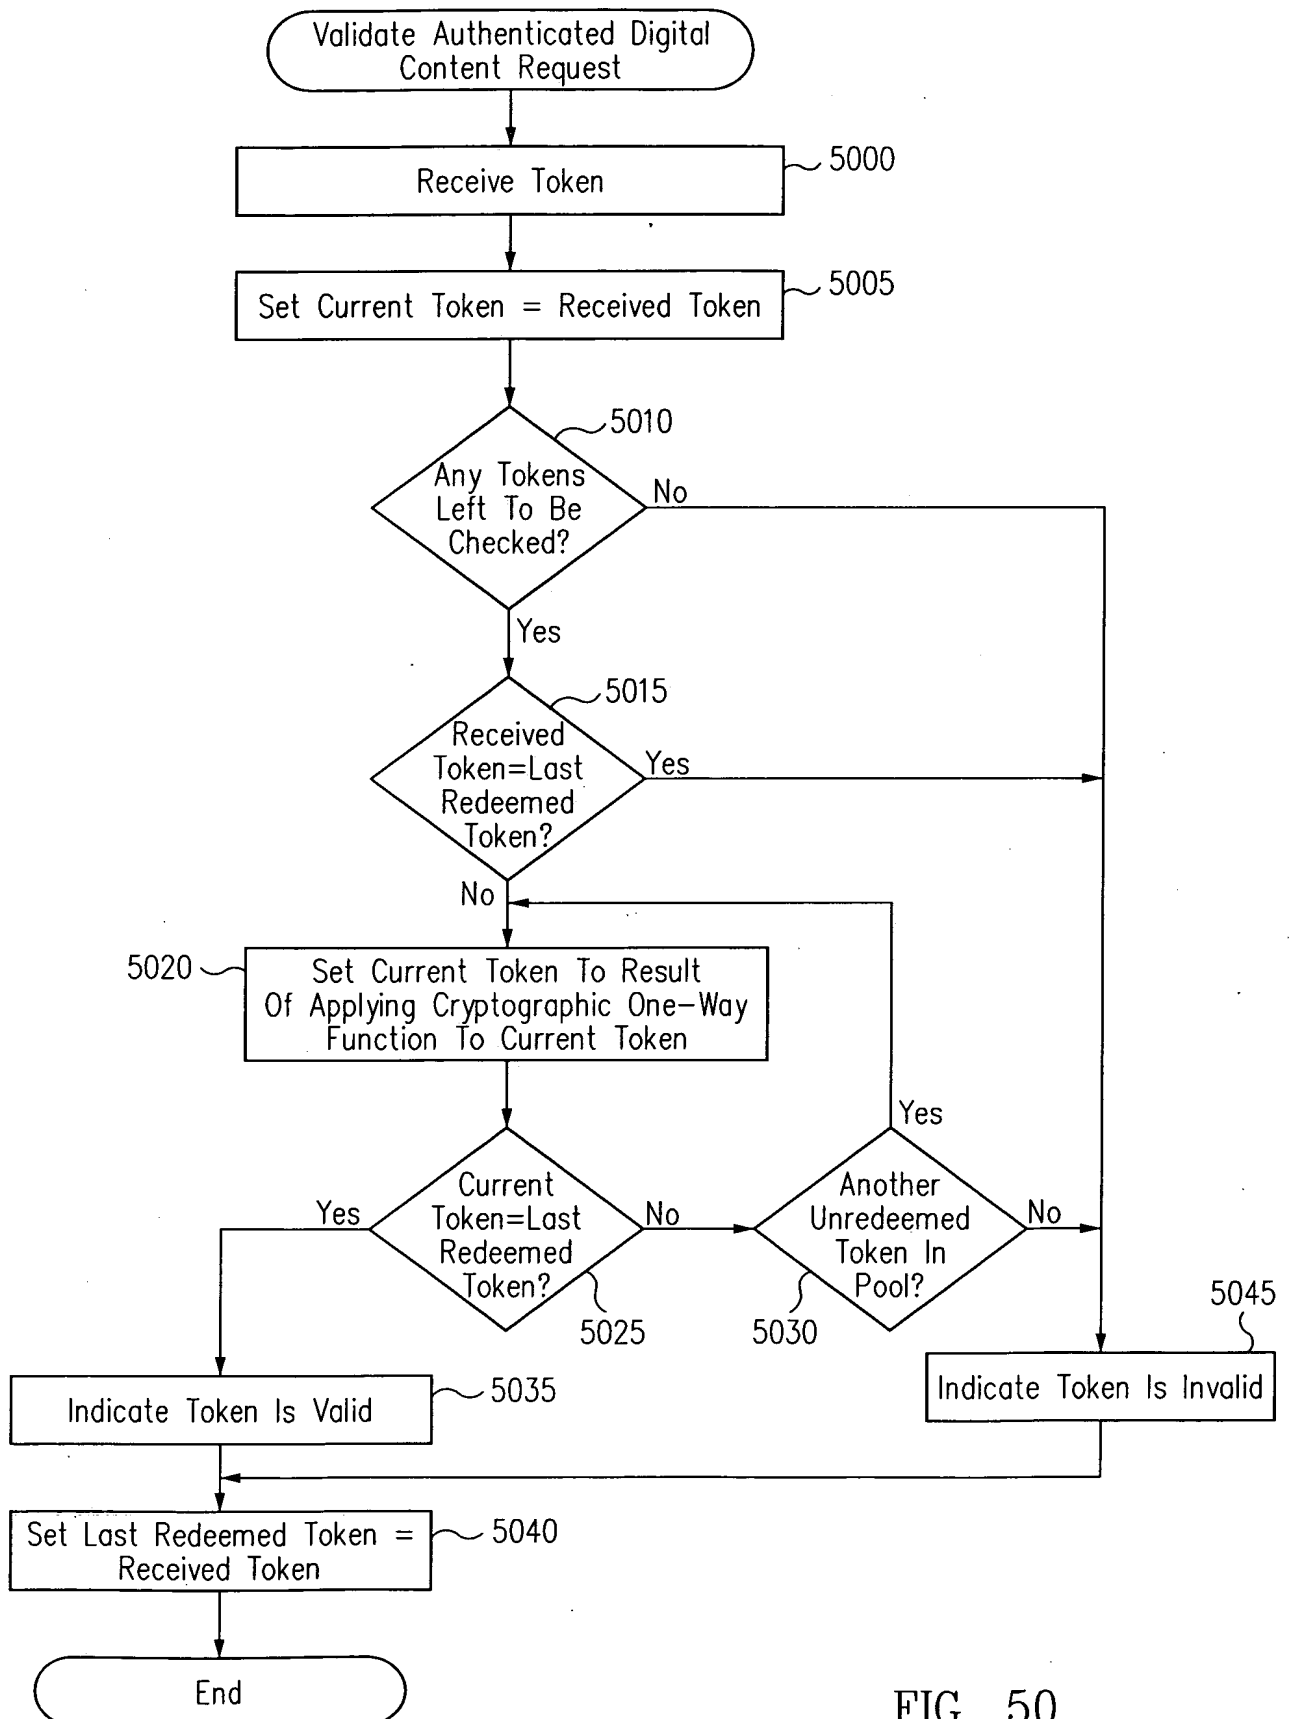 Validate Authenticated Digital
Content Request
Receive Token
5000
Set Current Token = Received Token
5005
5010
Any Tokens
Left To Be
Checked?
No
Yes
5015
Received
Token=Last
Redeemed
Token?
Yes
No
5020
Set Current Token To Result
Of Applying Cryptographic One-Way
Function To Current Token
Yes
Current
Token=Last
Redeemed
Token?
Yes
No
5025
Another
Unredeemed
Token In
Pool?
No
5030
5045
Indicate Token Is Valid
5035
Indicate Token Is Invalid
Set Last Redeemed Token =
Received Token
5040
End
FIG. 50